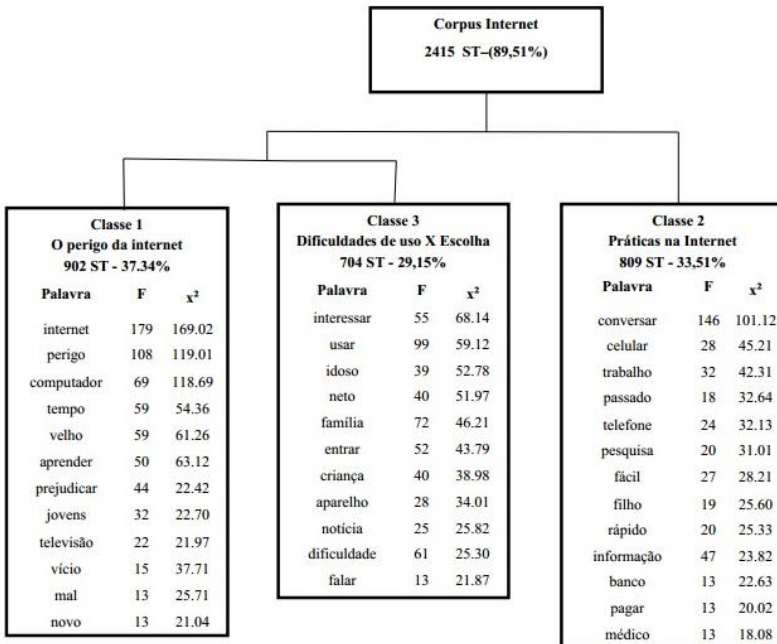 Corpus Internet
2415 ST–(89,51%)
Classe 1
O perigo da internet
902 ST - 37.34%
Palavra F x²
internet 179 169.02
perigo 108 119.01
computador 69 118.69
tempo 59 54.36
velho 59 61.26
aprender 50 63.12
prejudicar 44 22.42
jovens 32 22.70
televisão 22 21.97
vício 15 37.71
mal 13 25.71
novo 13 21.04
Classe 3
Dificuldades de uso X Escolha
704 ST - 29,15%
Palavra F x²
interessar 55 68.14
usar 99 59.12
idoso 39 52.78
neto 40 51.97
família 72 46.21
entrar 52 43.79
criança 40 38.98
aparelho 28 34.01
notícia 25 25.82
dificuldade 61 25.30
falar 13 21.87
Classe 2
Práticas na Internet
809 ST - 33,51%
Palavra F x²
conversar 146 101.12
celular 28 45.21
trabalho 32 42.31
passado 18 32.64
telefone 24 32.13
pesquisa 20 31.01
fácil 27 28.21
filho 19 25.60
rápido 20 25.33
informação 47 23.82
banco 13 22.63
pagar 13 20.02
médico 13 18.08